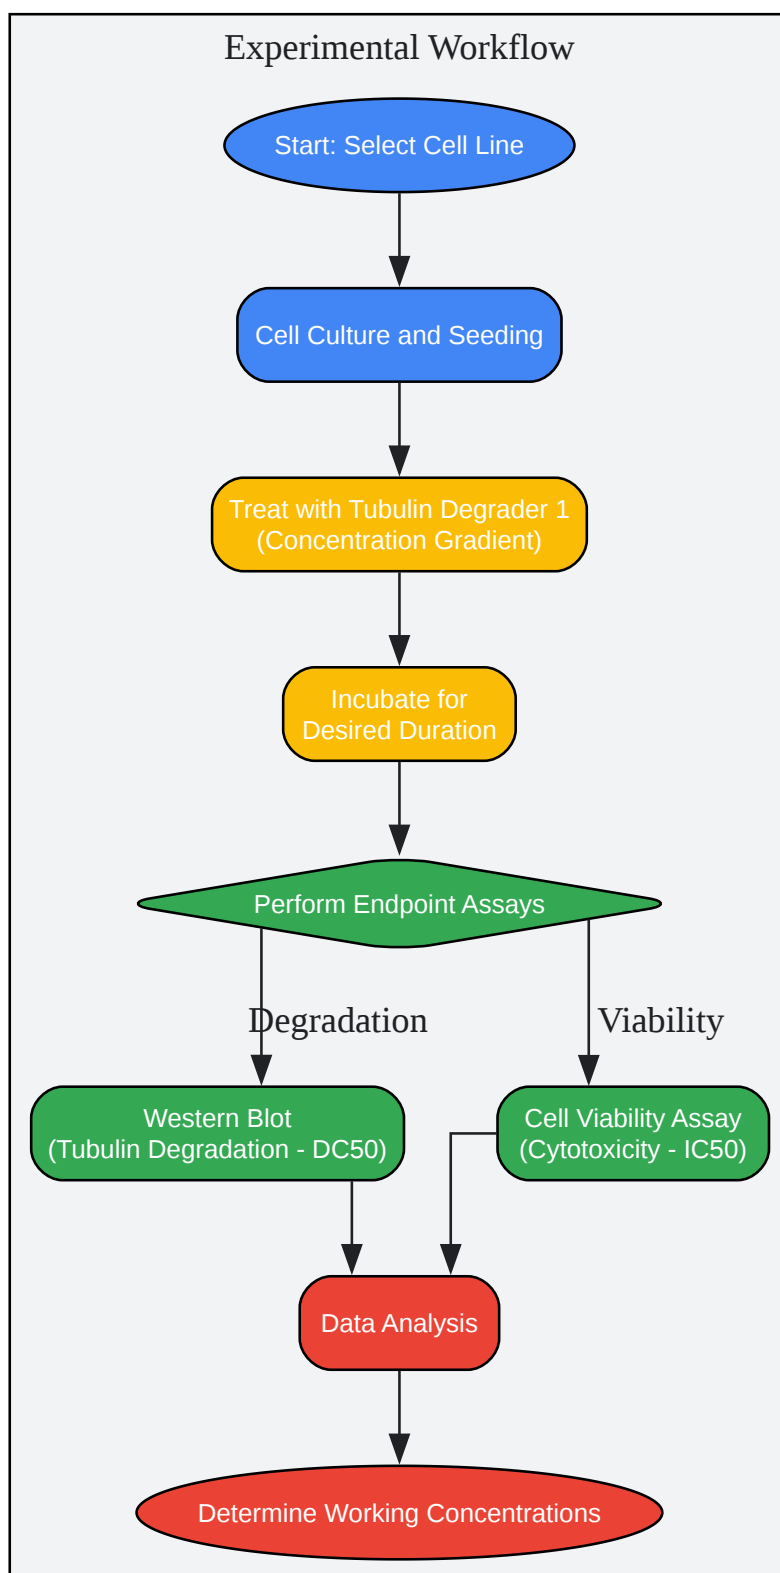 Experimental Workflow
Start: Select Cell Line
Cell Culture and Seeding
Treat with Tubulin Degrader 1
(Concentration Gradient)
Incubate for
Desired Duration
Perform Endpoint Assays
Degradation
Viability
Western Blot
(Tubulin Degradation - DC50)
Cell Viability Assay
(Cytotoxicity - IC50)
Data Analysis
Determine Working Concentrations